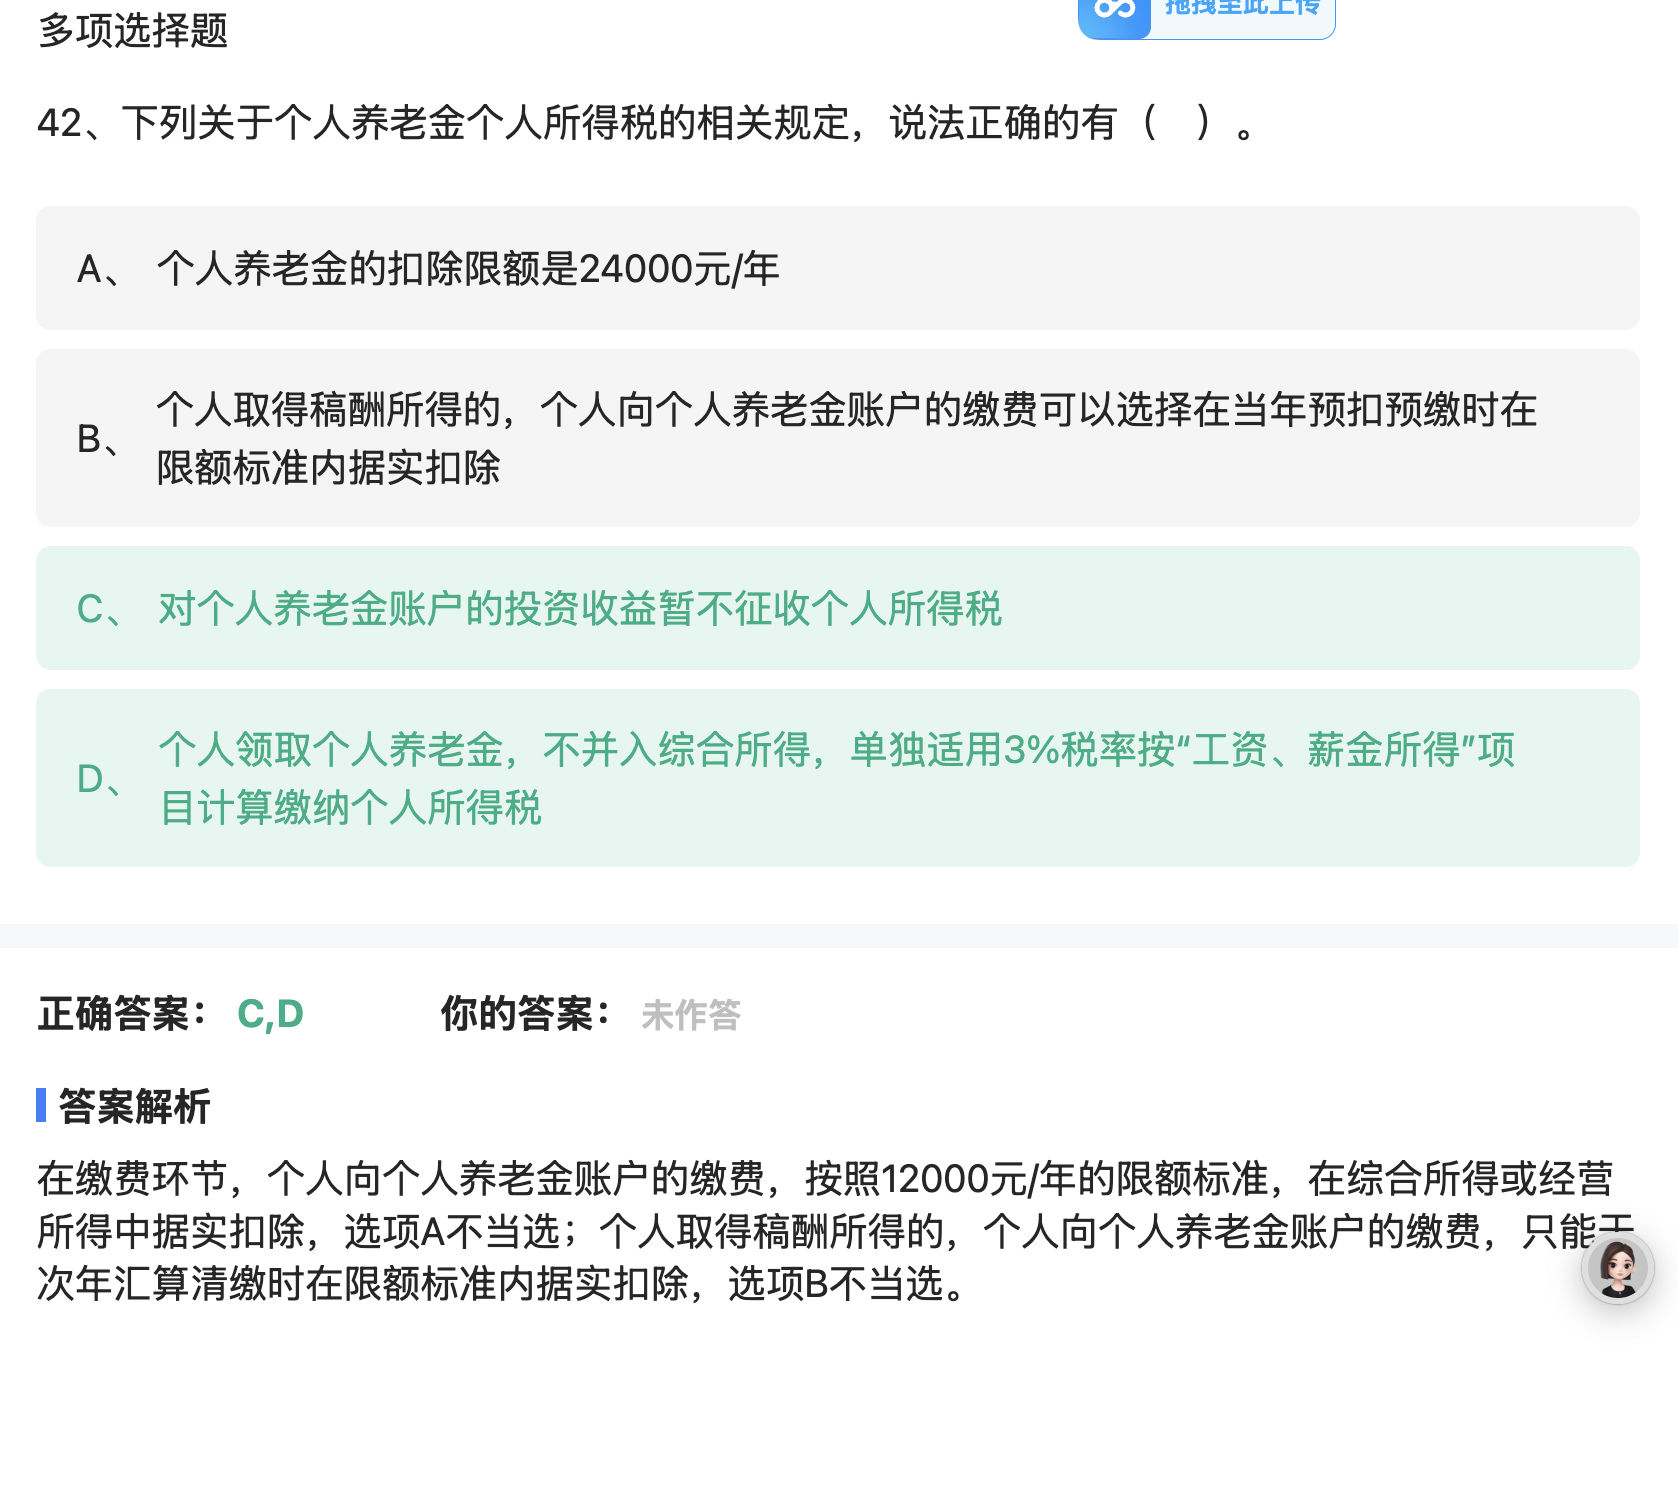 多项选择题
拖拽至此上传
42、下列关于个人养老金个人所得税的相关规定，说法正确的有（　）。
A、 个人养老金的扣除限额是24000元/年
B、 个人取得稿酬所得的，个人向个人养老金账户的缴费可以选择在当年预扣预缴时在
限额标准内据实扣除
C、 对个人养老金账户的投资收益暂不征收个人所得税
D、 个人领取个人养老金，不并入综合所得，单独适用3%税率按“工资、薪金所得”项
目计算缴纳个人所得税
正确答案： C,D 你的答案： 未作答
答案解析
在缴费环节，个人向个人养老金账户的缴费，按照12000元/年的限额标准，在综合所得或经营
所得中据实扣除，选项A不当选；个人取得稿酬所得的，个人向个人养老金账户的缴费，只能于
次年汇算清缴时在限额标准内据实扣除，选项B不当选。